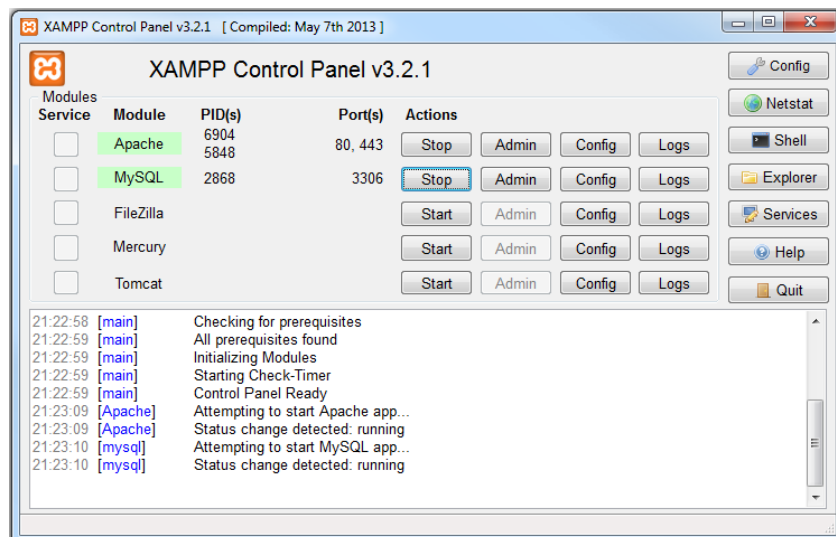 XAMPP Control Panel v3.2.1 [ Compiled: May 7th 2013 ]
XAMPP Control Panel v3.2.1
Config
Modules
Service Module PID(s) Port(s) Actions
Netstat
Apache 6904 5848 80, 443 Stop Admin Config Logs
Shell
MySQL 2868 3306 Stop Admin Config Logs
Explorer
FileZilla Start Admin Config Logs
Services
Mercury Start Admin Config Logs
Help
Tomcat Start Admin Config Logs
Quit
21:22:58 [main] Checking for prerequisites
21:22:59 [main] All prerequisites found
21:22:59 [main] Initializing Modules
21:22:59 [main] Starting Check-Timer
21:22:59 [main] Control Panel Ready
21:23:09 [Apache] Attempting to start Apache app...
21:23:09 [Apache] Status change detected: running
21:23:10 [mysql] Attempting to start MySQL app...
21:23:10 [mysql] Status change detected: running